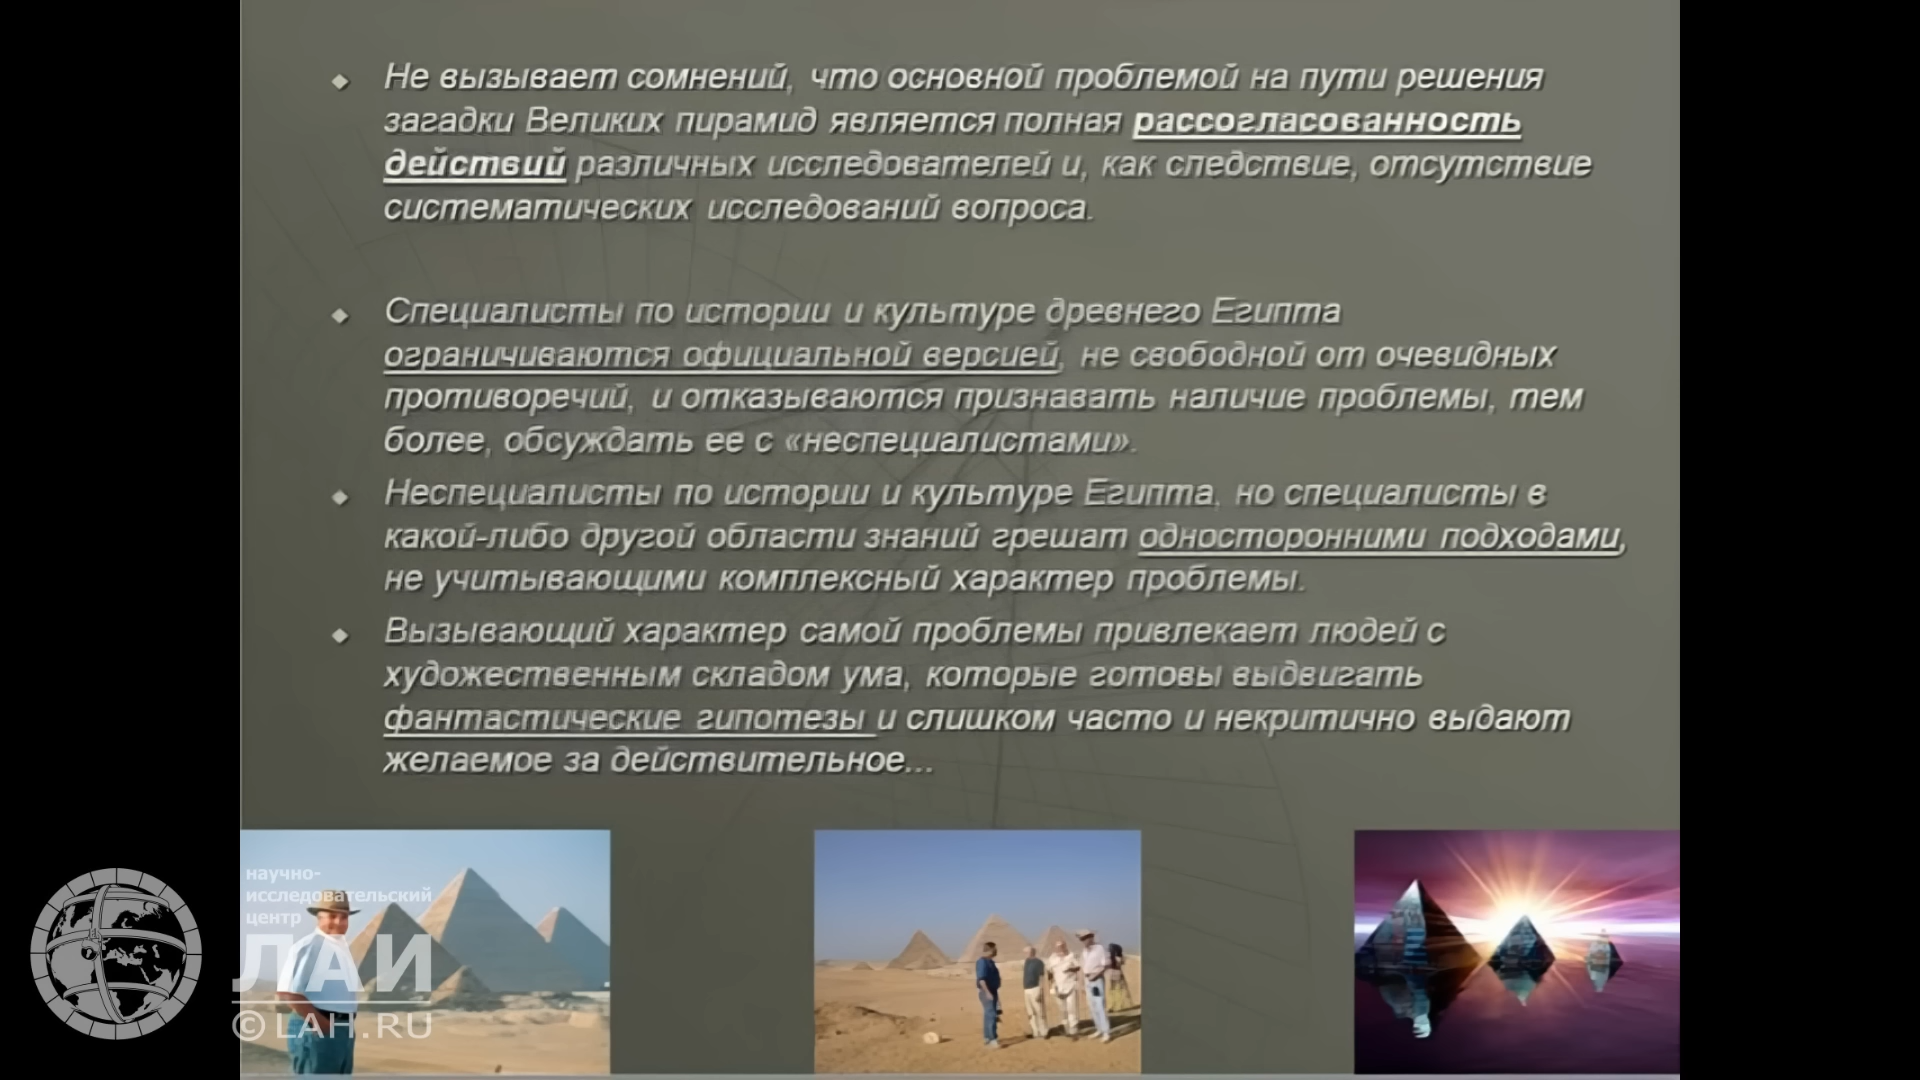 Не вызывает сомнений, что основной проблемой на пути решения
загадки Великих пирамид является полная рассогласованность
действий различных исследователей и, как следствие, отсутствие
систематических исследований вопроса.
Специалисты по истории и культуре древнего Египта
ограничиваются официальной версией, не свободной от очевидных
противоречий, и отказываются признавать наличие проблемы, тем
более, обсуждать ее с «неспециалистами».
Неспециалисты по истории и культуре Египта, но специалисты в
какой-либо другой области знаний грешат односторонними подходами,
не учитывающими комплексный характер проблемы.
Вызывающий характер самой проблемы привлекает людей с
художественным складом ума, которые готовы выдвигать
фантастические гипотезы и слишком часто и некритично выдают
желаемое за действительное...
научно-
исследовательский
центр
ЛАИ
© LAH.RU